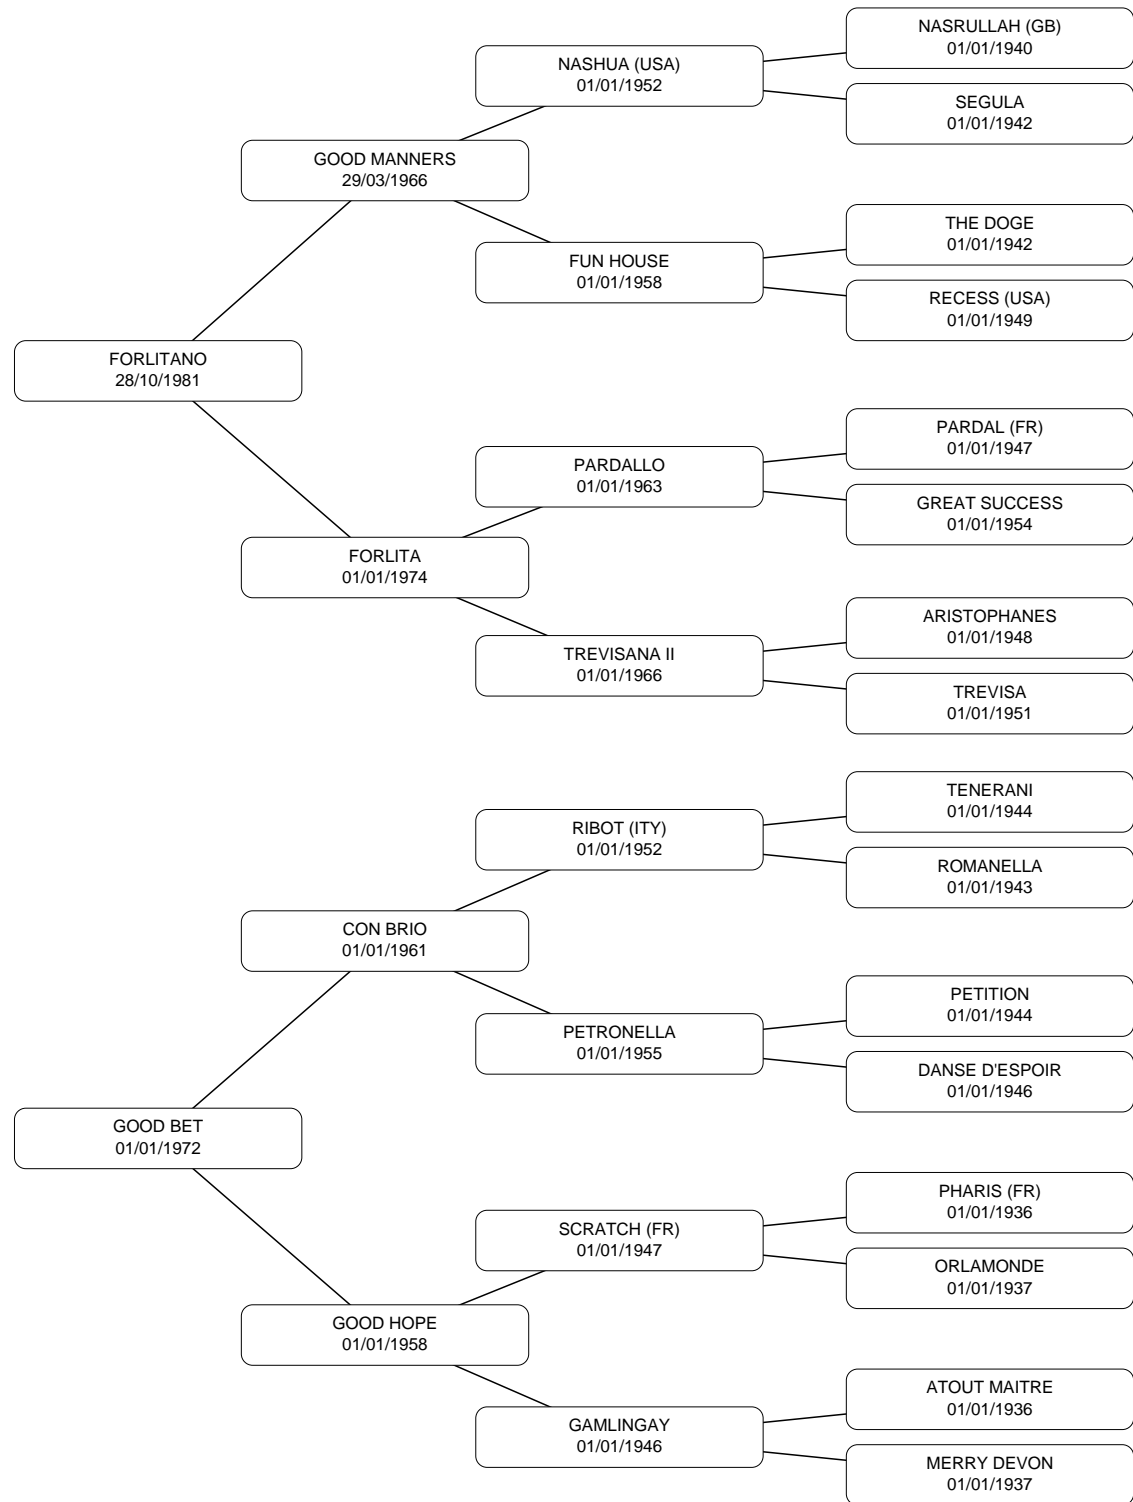 NASRULLAH (GB)
01/01/1940
NASHUA (USA)
01/01/1952
SEGULA
01/01/1942
GOOD MANNERS
29/03/1966
THE DOGE
01/01/1942
FUN HOUSE
01/01/1958
RECESS (USA)
01/01/1949
FORLITANO
28/10/1981
PARDAL (FR)
01/01/1947
PARDALLO
01/01/1963
GREAT SUCCESS
01/01/1954
FORLITA
01/01/1974
ARISTOPHANES
01/01/1948
TREVISANA II
01/01/1966
TREVISA
01/01/1951
TENERANI
01/01/1944
RIBOT (ITY)
01/01/1952
ROMANELLA
01/01/1943
CON BRIO
01/01/1961
PETITION
01/01/1944
PETRONELLA
01/01/1955
DANSE D'ESPOIR
01/01/1946
GOOD BET
01/01/1972
PHARIS (FR)
01/01/1936
SCRATCH (FR)
01/01/1947
ORLAMONDE
01/01/1937
GOOD HOPE
01/01/1958
ATOUT MAITRE
01/01/1936
GAMLINGAY
01/01/1946
MERRY DEVON
01/01/1937